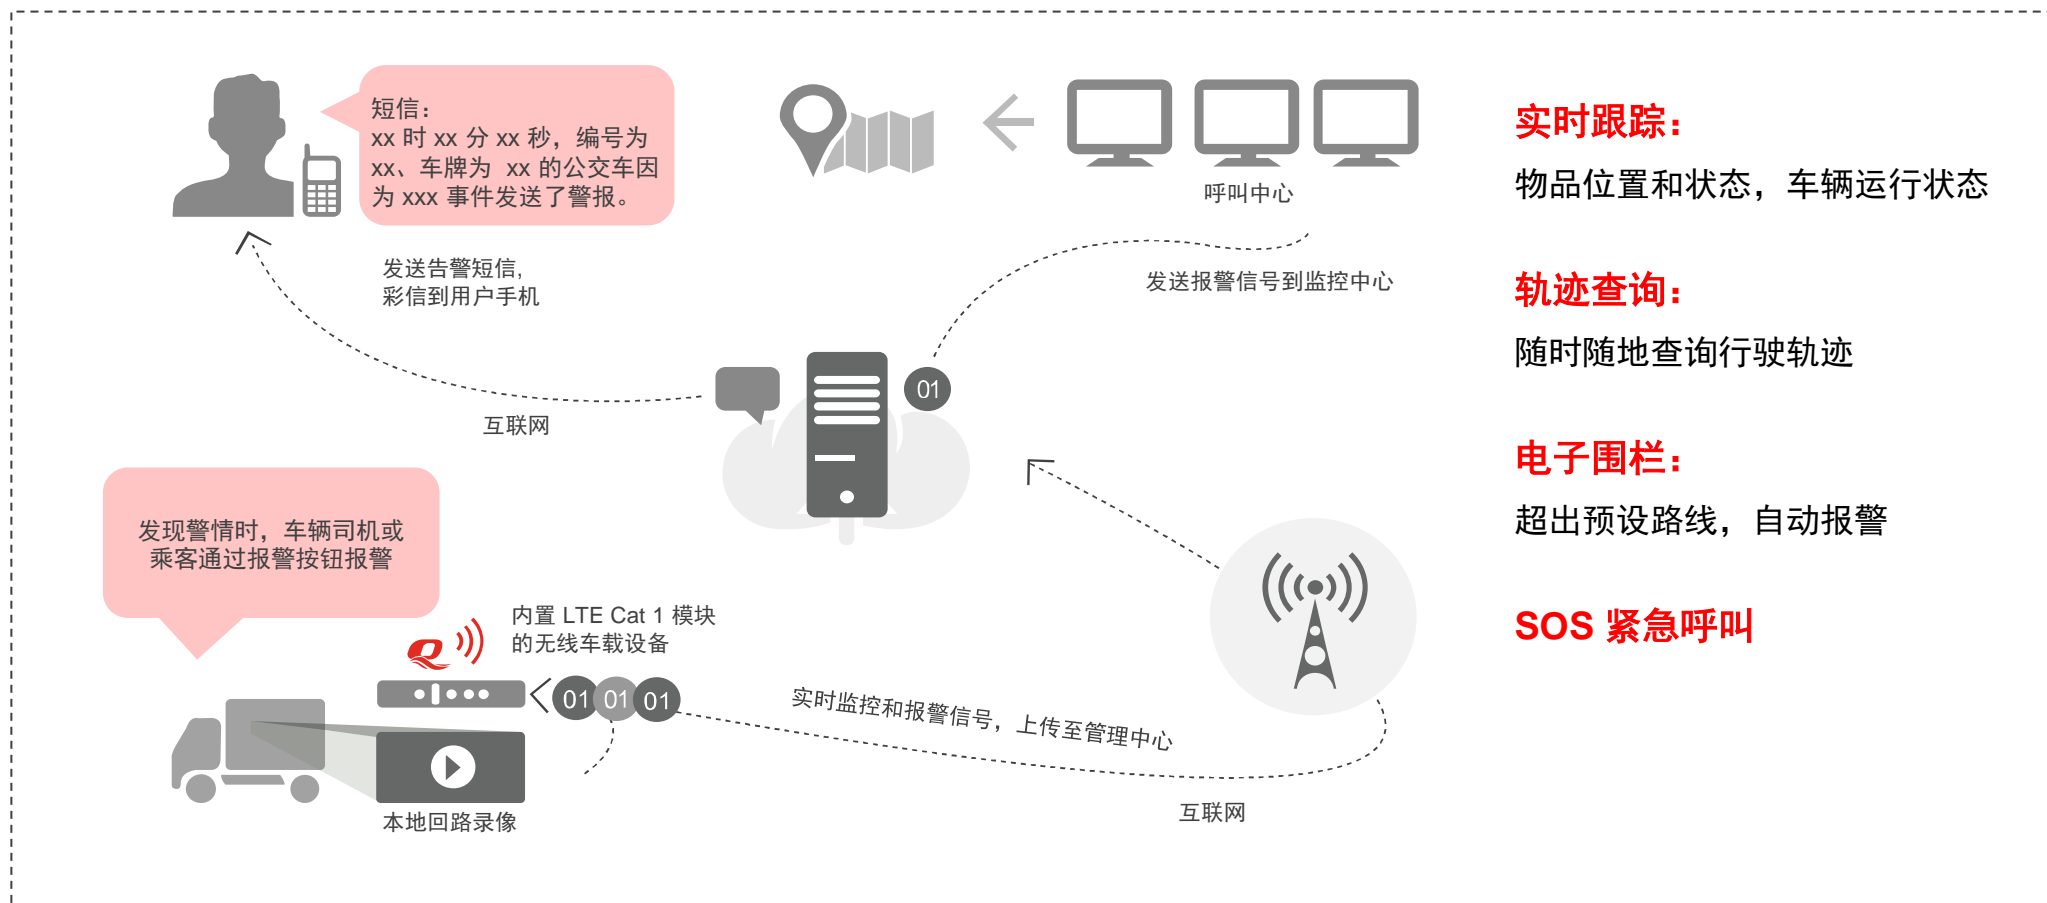 短信：
xx 时 xx 分 xx 秒，编号为
xx、车牌为 xx 的公交车因
为 xxx 事件发送了警报。
发送告警短信,
彩信到用户手机
呼叫中心
发送报警信号到监控中心
01
互联网
发现警情时，车辆司机或
乘客通过报警按钮报警
内置 LTE Cat 1 模块
的无线车载设备
01 01 01
实时监控和报警信号，上传至管理中心
互联网
本地回路录像
实时跟踪：
物品位置和状态，车辆运行状态
轨迹查询：
随时随地查询行驶轨迹
电子围栏：
超出预设路线，自动报警
SOS 紧急呼叫